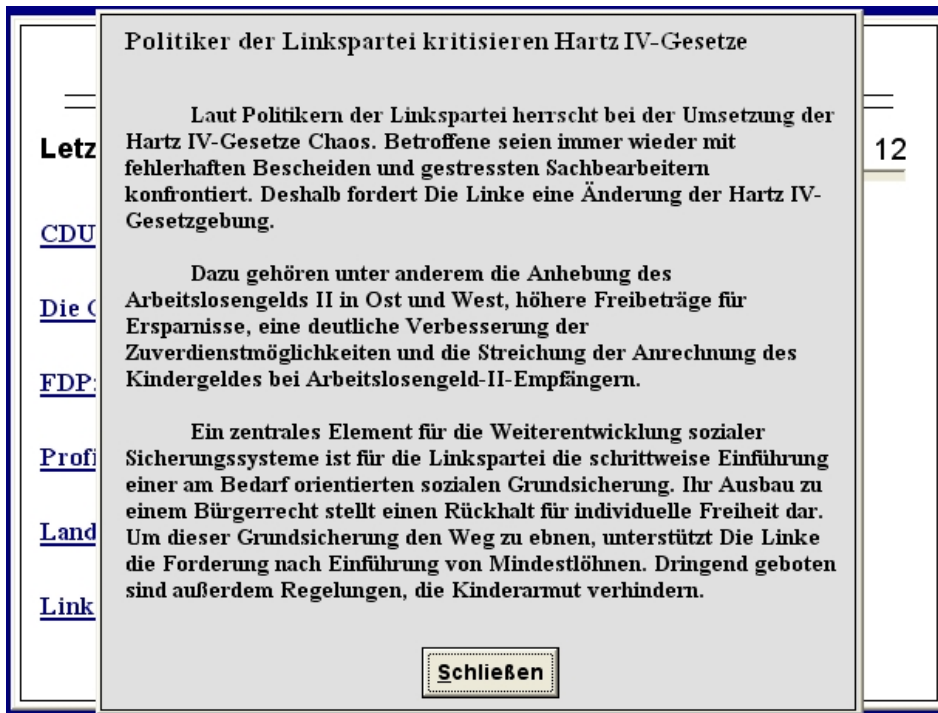 Politiker der Linkspartei kritisieren Hartz IV-Gesetze
Laut Politikern der Linkspartei herrscht bei der Umsetzung der
Hartz IV-Gesetze Chaos. Betroffene seien immer wieder mit
fehlerhaften Bescheiden und gestressten Sachbearbeitern
konfrontiert. Deshalb fordert Die Linke eine Änderung der Hartz IV-
Gesetzgebung.
Dazu gehören unter anderem die Anhebung des
Arbeitslosengelds II in Ost und West, höhere Freibeträge für
Ersparnisse, eine deutliche Verbesserung der
Zuverdienstmöglichkeiten und die Streichung der Anrechnung des
Kindergeldes bei Arbeitslosengeld-II-Empfängern.
Ein zentrales Element für die Weiterentwicklung sozialer
Sicherungssysteme ist für die Linkspartei die schrittweise Einführung
einer am Bedarf orientierten sozialen Grundsicherung. Ihr Ausbau zu
einem Bürgerrecht stellt einen Rückhalt für individuelle Freiheit dar.
Um dieser Grundsicherung den Weg zu ebnen, unterstützt Die Linke
die Forderung nach Einführung von Mindestlöhnen. Dringend geboten
sind außerdem Regelungen, die Kinderarmut verhindern.
Schließen
Letz
12
CDU
Die
FDP:
Profi
Land
Link